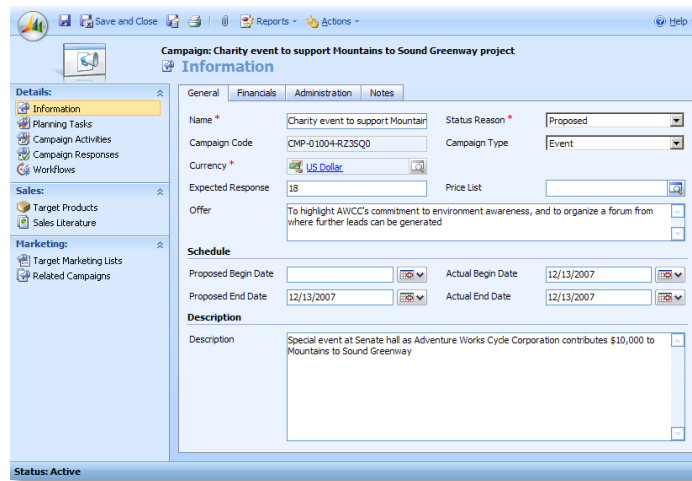 Save and Close
Reports
Actions
Help
Campaign: Charity event to support Mountains to Sound Greenway project
Information
Details:
Information
Planning Tasks
Campaign Activities
Campaign Responses
Workflows
Sales:
Target Products
Sales Literature
Marketing:
Target Marketing Lists
Related Campaigns
General Financials Administration Notes
Name * Charity event to support Mountain Status Reason * Proposed
Campaign Code CMP-01004-RZ3SQ0 Campaign Type Event
Currency * US Dollar
Expected Response 18 Price List
Offer To highlight AWCC's commitment to environment awareness, and to organize a forum from
where further leads can be generated
Schedule
Proposed Begin Date Actual Begin Date 12/13/2007
Proposed End Date 12/13/2007 Actual End Date 12/13/2007
Description
Description Special event at Senate hall as Adventure Works Cycle Corporation contributes $10,000 to
Mountains to Sound Greenway
Status: Active